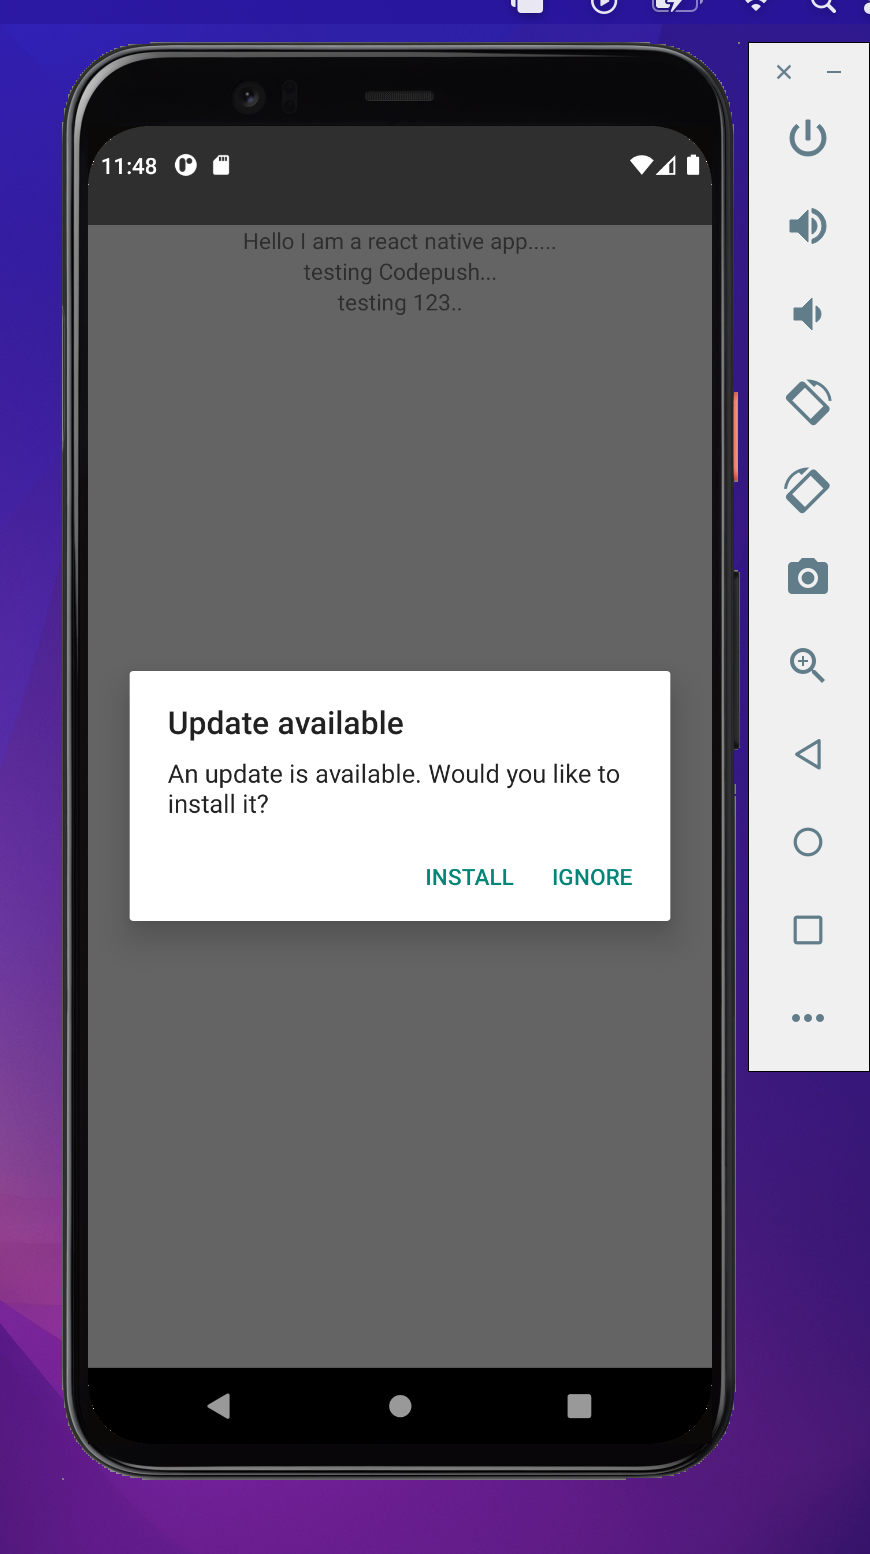 11:48
Hello I am a react native app.....
testing Codepush...
testing 123..
Update available
An update is available. Would you like to
install it?
INSTALL IGNORE